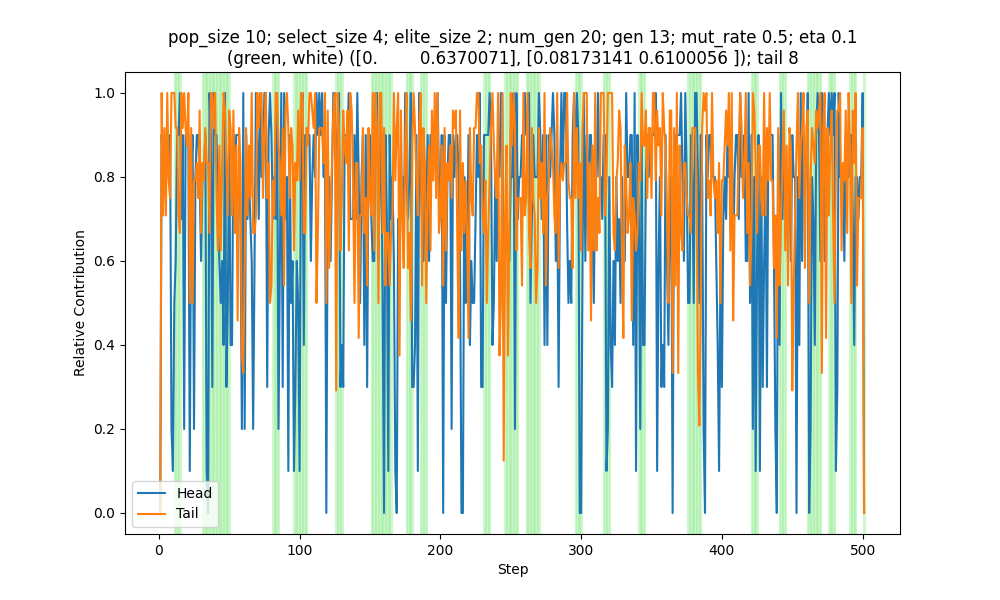 pop_size 10; select_size 4; elite_size 2; num_gen 20; gen 13; mut_rate 0.5; eta 0.1
(green, white) ([0.        0.6370071], [0.08173141 0.6100056 ]); tail 8
1.0
0.8
0.6
0.4
0.2
0.0
Relative Contribution
Head
Tail
0 100 200 300 400 500
Step